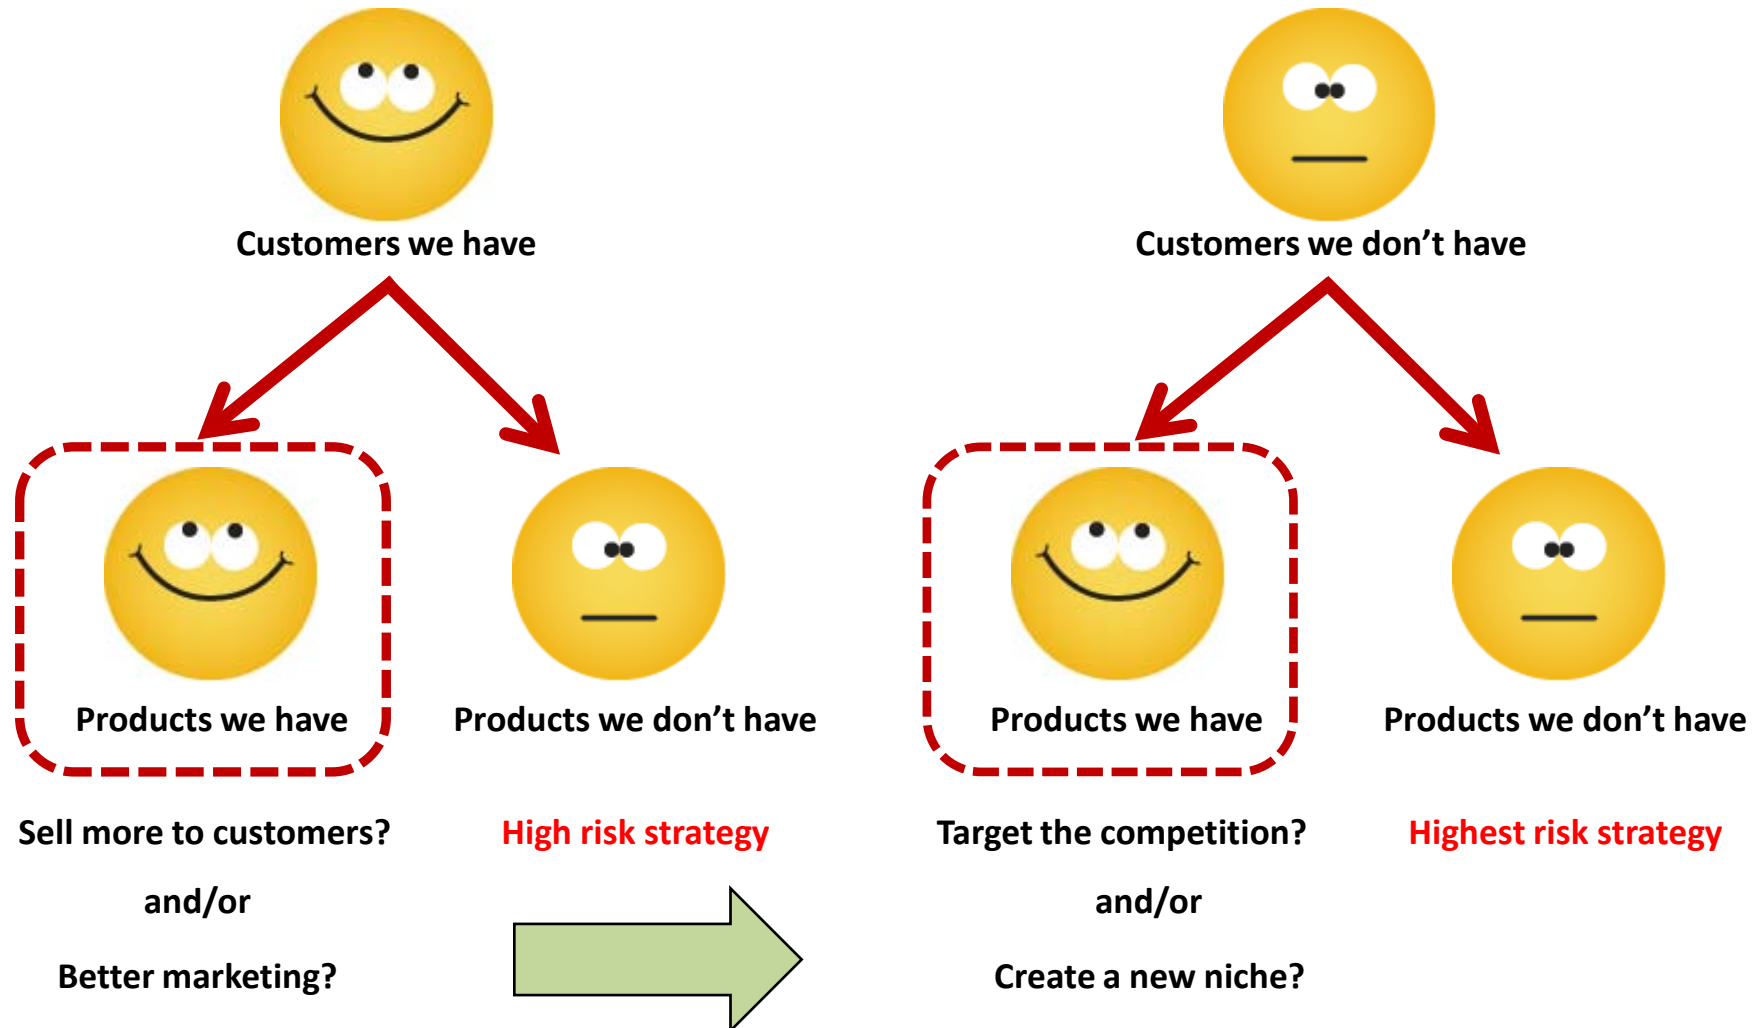 Customers we have
Customers we don’t have
Products we have
Products we don’t have
Products we have
Products we don’t have
Sell more to customers?
High risk strategy
Target the competition?
Highest risk strategy
and/or
and/or
Better marketing?
Create a new niche?